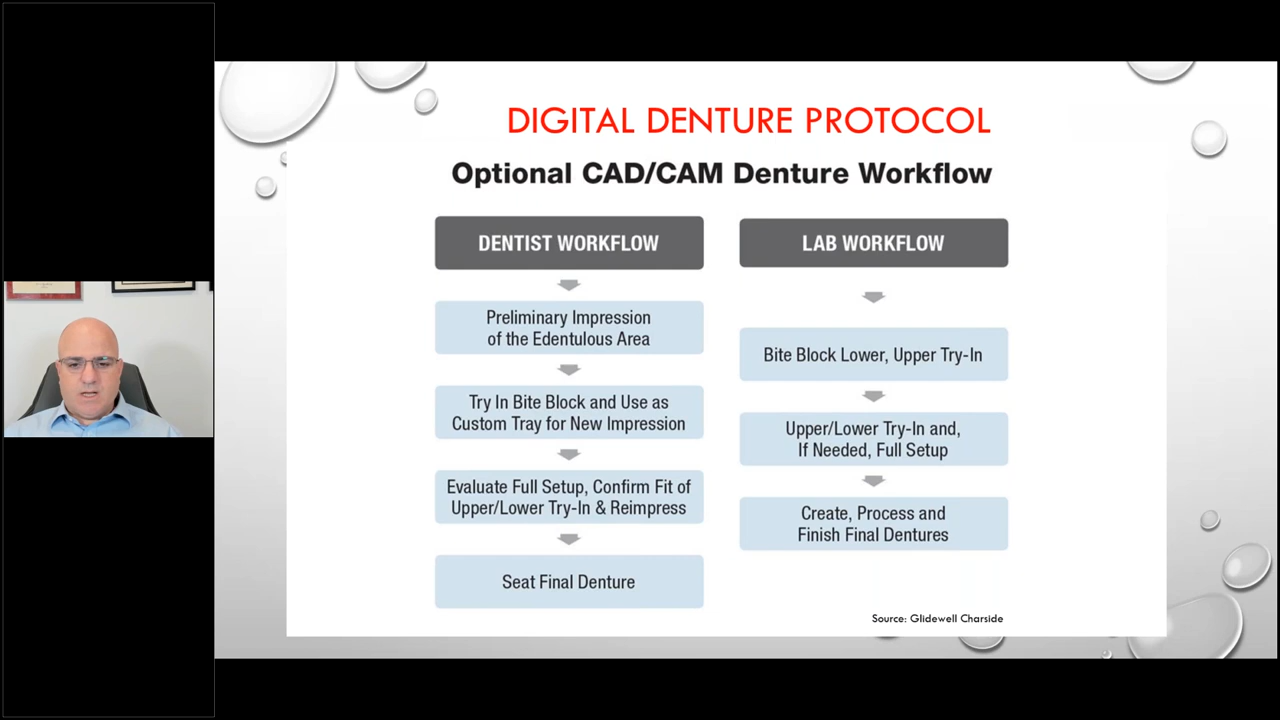 DIGITAL DENTURE PROTOCOL
Optional CAD/CAM Denture Workflow
DENTIST WORKFLOW
Preliminary Impression
of the Edentulous Area
Try In Bite Block and Use as
Custom Tray for New Impression
Evaluate Full Setup, Confirm Fit of
Upper/Lower Try-In & Reimpress
Seat Final Denture
LAB WORKFLOW
Bite Block Lower, Upper Try-In
Upper/Lower Try-In and,
If Needed, Full Setup
Create, Process and
Finish Final Dentures
Source: Glidewell Charside